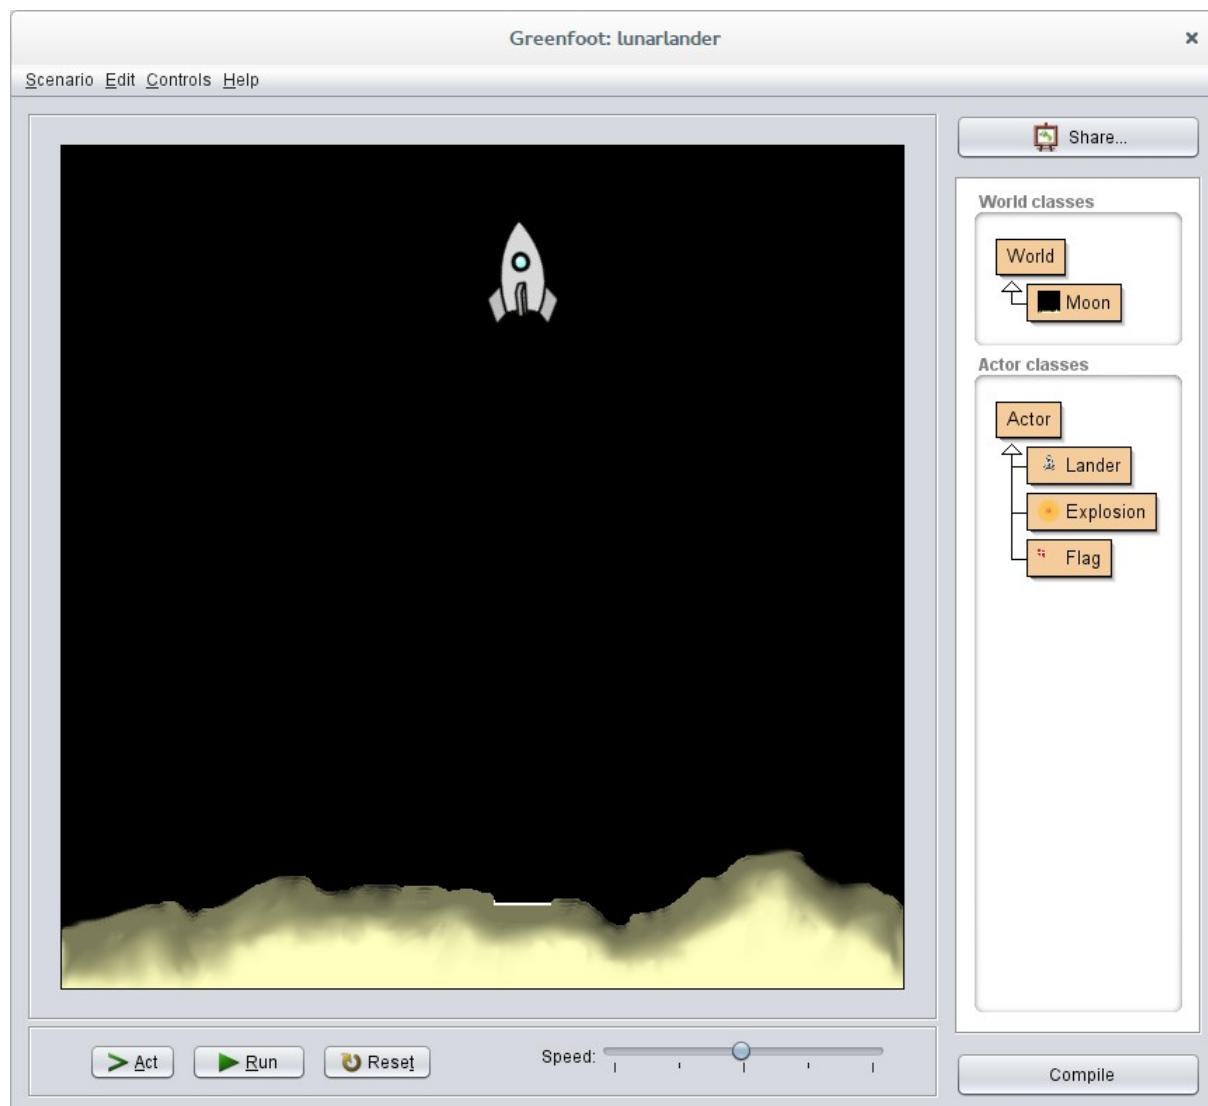 Greenfoot: lunarlander
Scenario Edit Controls Help
Share...
World classes
World
Moon
Actor classes
Actor
Lander
Explosion
Flag
Act
Run
Reset
Speed:
Compile